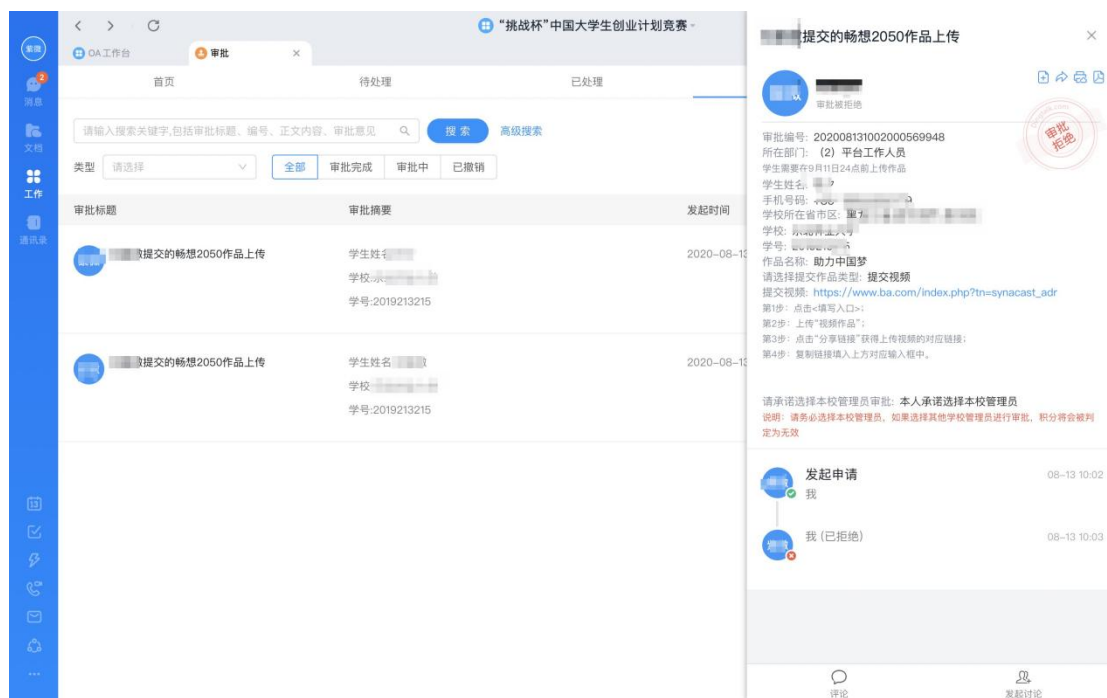 “挑战杯”中国大学生创业计划竞赛
紫微
2
消息
文档
工作
通讯录
13
OA工作台
审批
首页
待处理
已处理
请输入搜索关键字,包括审批标题、编号、正文内容、审批意见
搜 索
高级搜索
类型
请选择
全部
审批完成
审批中
已撤销
审批标题
审批摘要
发起时间
提交的畅想2050作品上传
学生姓名
学校:
学号:2019213215
2020-08-13
提交的畅想2050作品上传
学生姓名
学校
学号:2019213215
2020-08-13
提交的畅想2050作品上传
审批被拒绝
审批拒绝
审批编号: 202008131002000569948
所在部门: (2) 平台工作人员
学生需要在9月11日24点前上传作品
学生姓名:
手机号码:
学校所在省市区:
学校:
学号:
作品名称: 助力中国梦
请选择提交作品类型: 提交视频
提交视频: https://www.ba.com/index.php?tn=synacast_adr
第1步: 点击<填写入口>;
第2步: 上传“视频作品”;
第3步: 点击“分享链接”获得上传视频的对应链接;
第4步: 复制链接填入上方对应输入框中。
请承诺选择本校管理员审批: 本人承诺选择本校管理员
说明: 请务必选择本校管理员, 如果选择其他学校管理员进行审批, 积分将会被判
定为无效
发起申请
08-13 10:02
我
我 (已拒绝)
08-13 10:03
评论
发起讨论